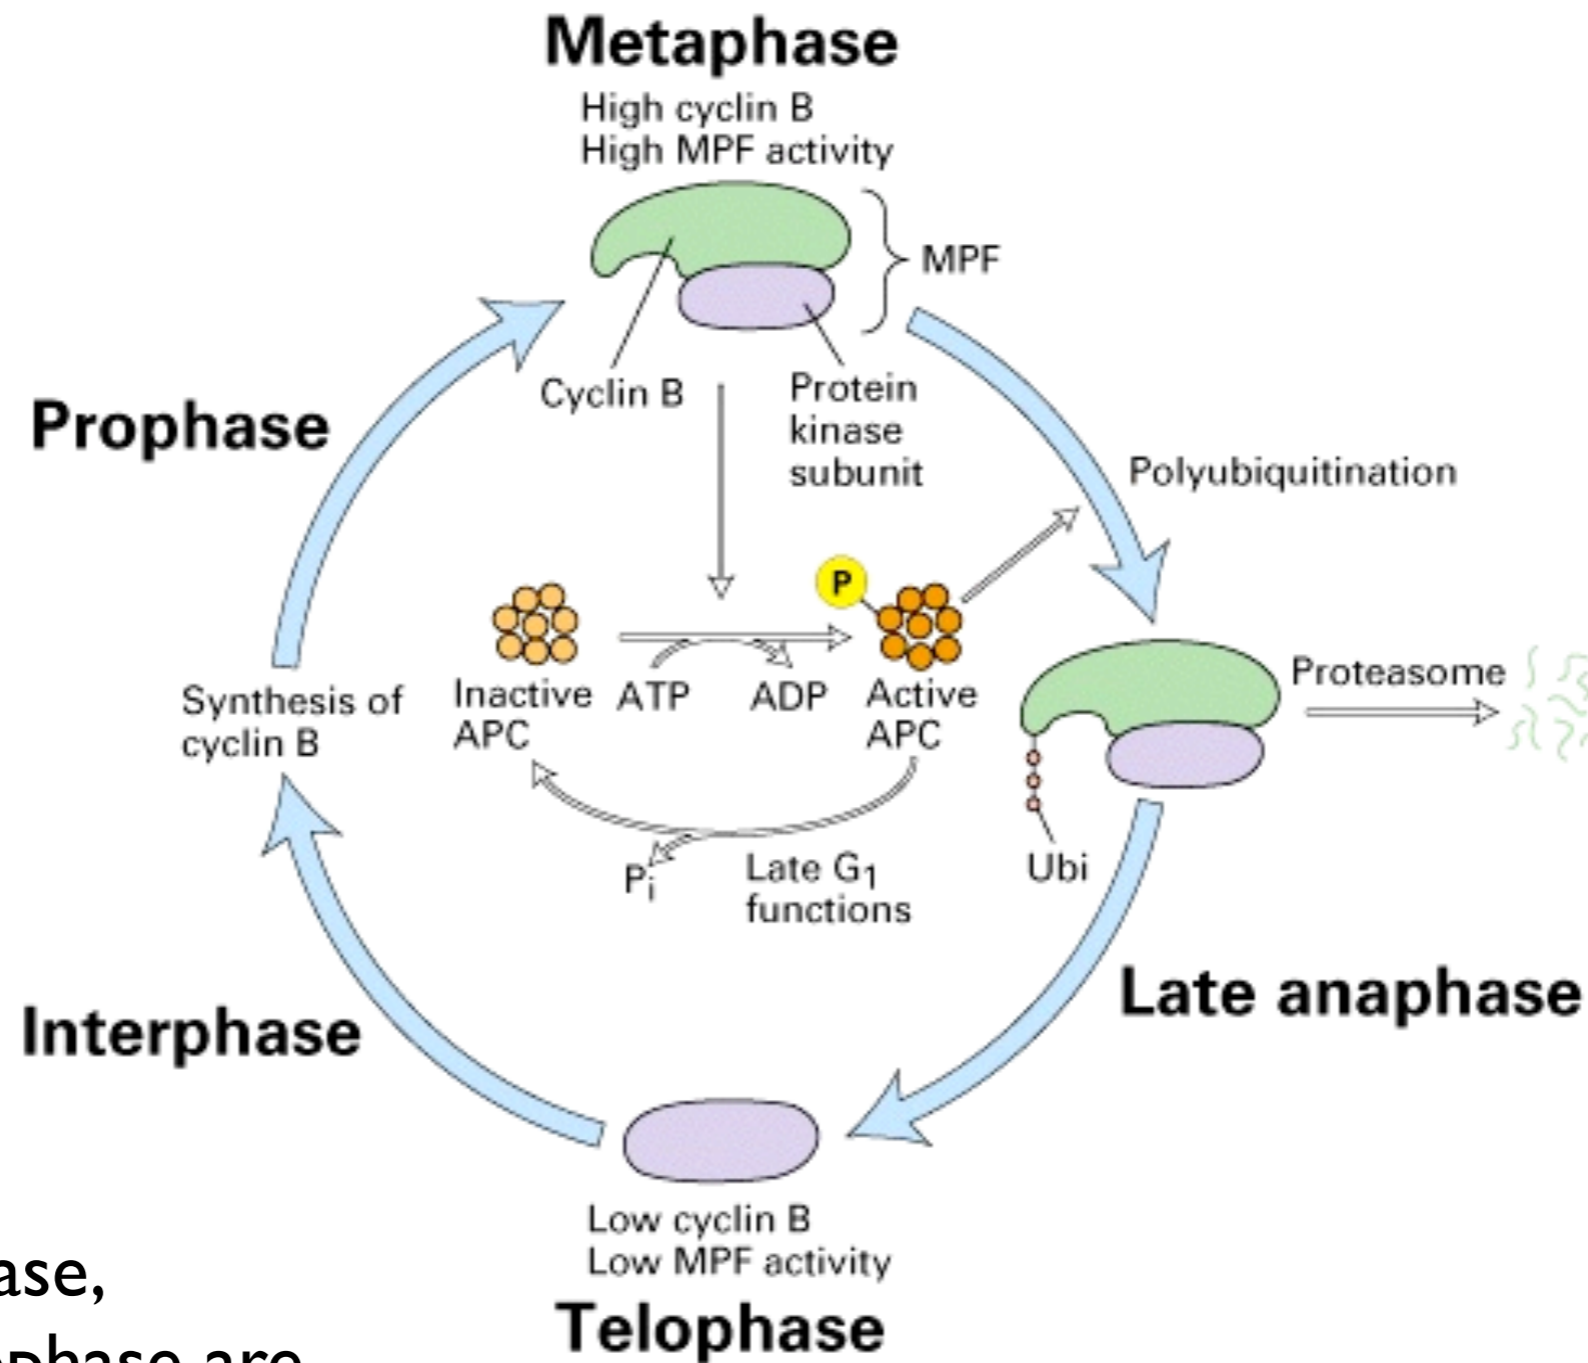 Metaphase
High cyclin B
High MPF activity
MPF
Cyclin B
Protein
kinase
subunit
Prophase
Polyubiquitination
P
Inactive
APC
ATP
ADP
Active
APC
Synthesis of
cyclin B
Proteasome
Ubi
Pi
Late G1
functions
Late anaphase
Interphase
Low cyclin B
Low MPF activity
Telophase